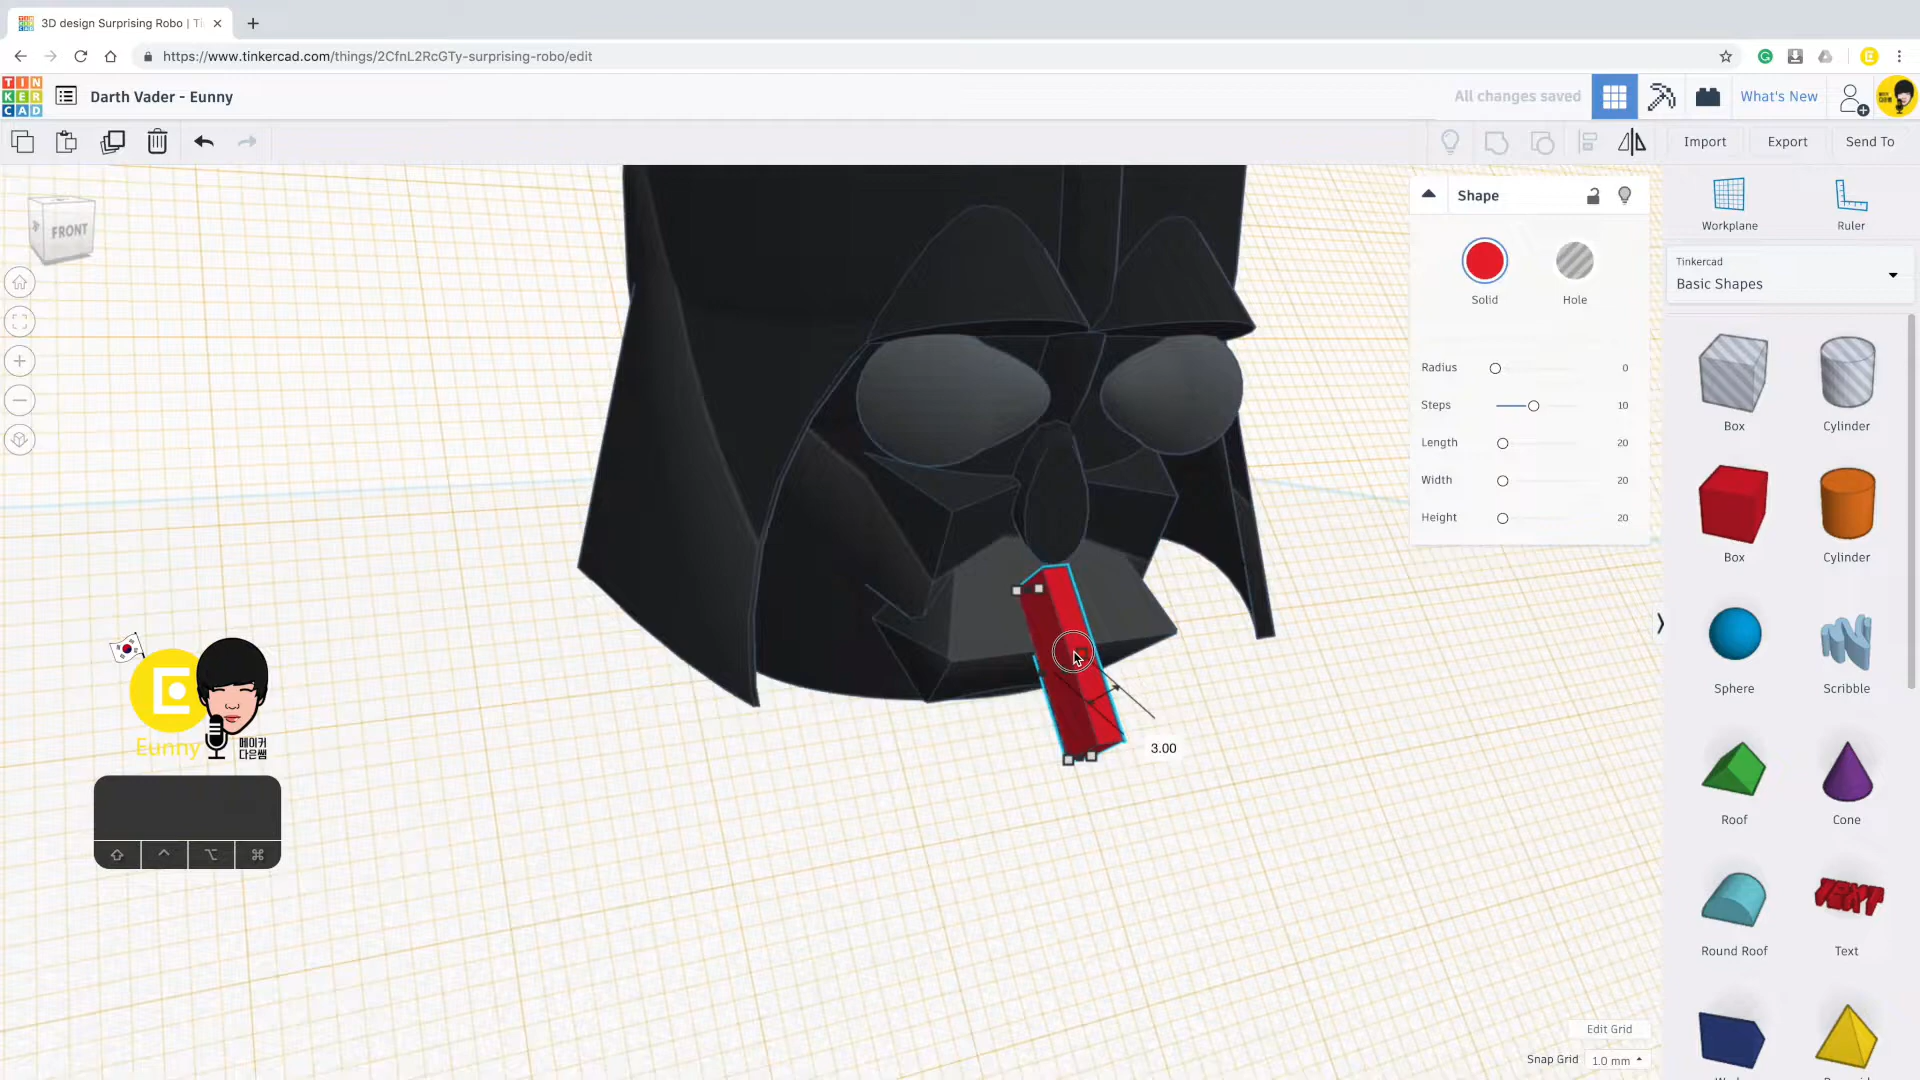 3D design Surprising Robo | Ti
https://www.tinkercad.com/things/2CfnL2RcGTy-surprising-robo/edit
TIN
KER
CAD
Darth Vader - Eunny
All changes saved
What's New
Import
Export
Send To
FRONT
Shape
Solid
Hole
Radius 0
Steps 10
Length 20
Width 20
Height 20
Workplane
Ruler
Tinkercad
Basic Shapes
Box
Cylinder
Box
Cylinder
Sphere
Scribble
Roof
Cone
Round Roof
TEXT
Text
3.00
Eunny
메이커
다은쌤
Edit Grid
Snap Grid 1.0 mm